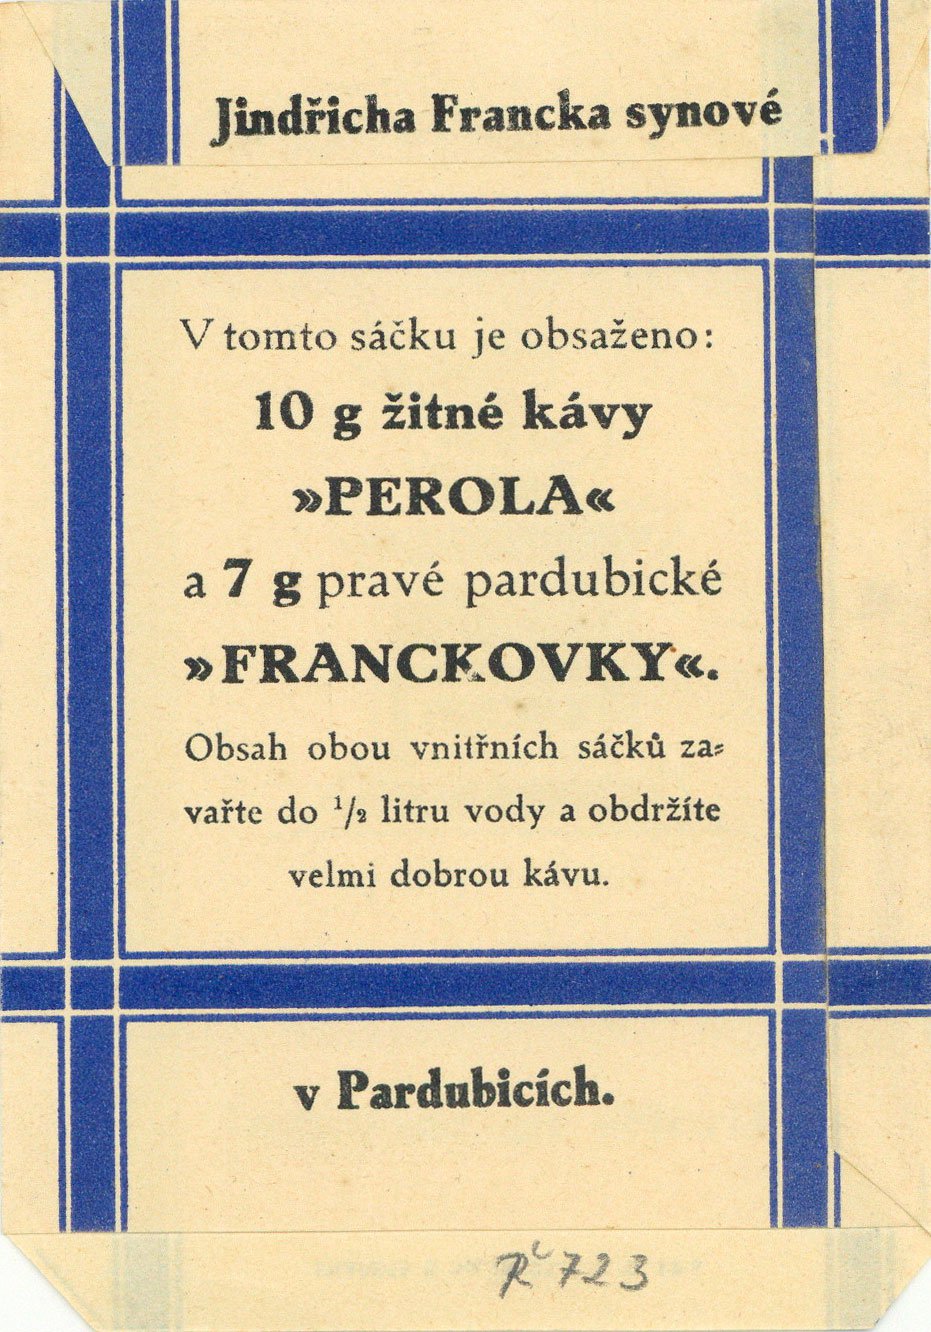 Jindřicha Francka synové
V tomto sáčku je obsaženo:
10 g žitné kávy
»PEROLA«
a 7 g pravé pardubické
»FRANCKOVKY«.
Obsah obou vnitřních sáčků za-
vařte do 1/2 litru vody a obdržíte
velmi dobrou kávu.
v Pardubicích.
723